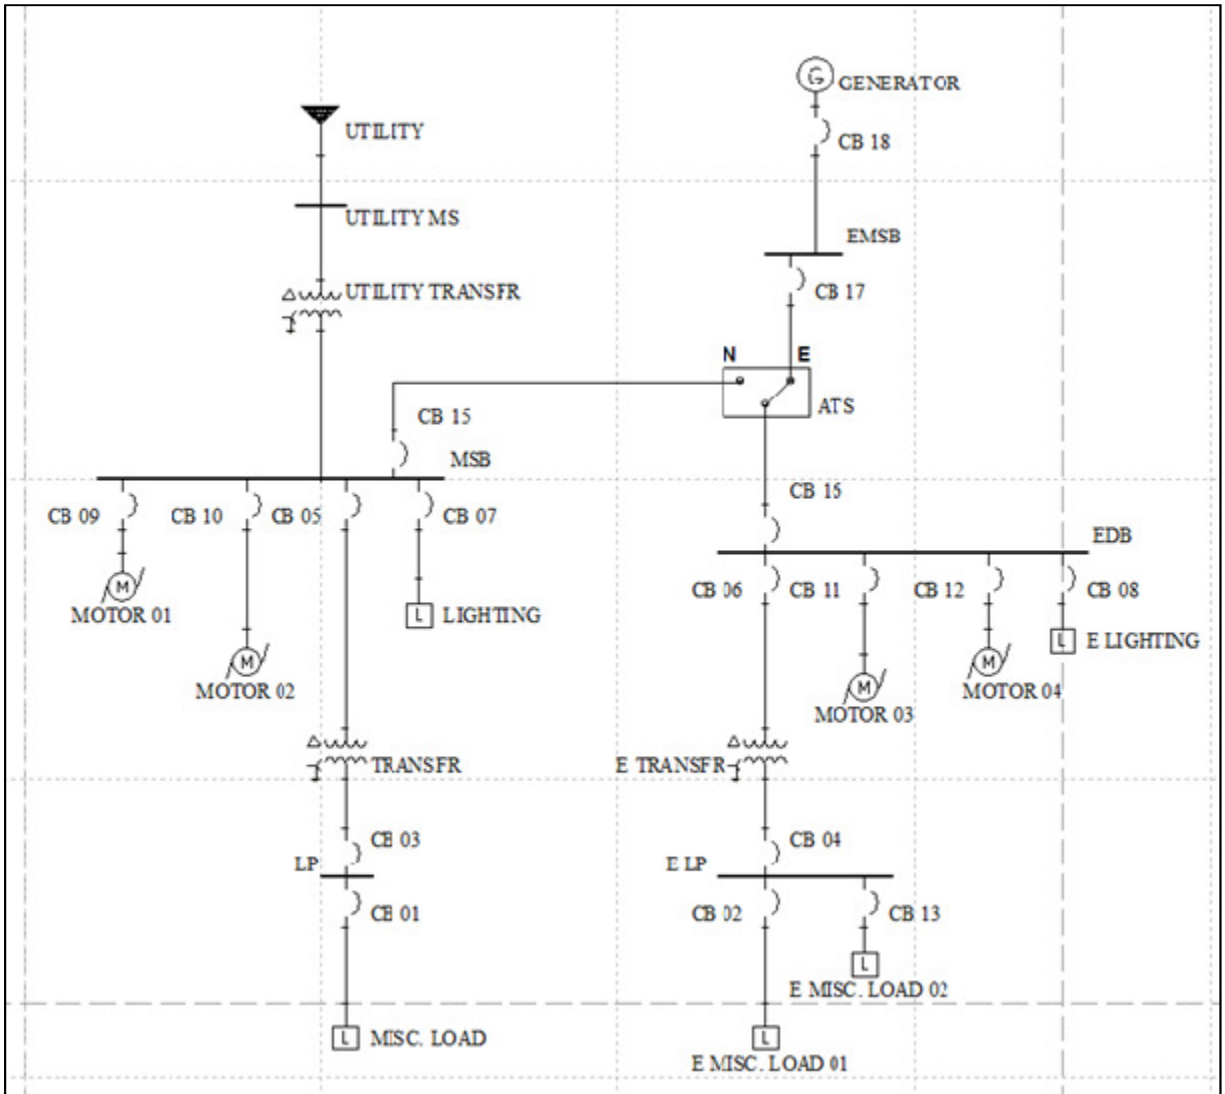 G
GENERATOR
UTILITY
CB 18
UTILITY MS
EMSB
UTILITY TRANSFR
CB 17
N E
ATS
CB 15
MSB
CB 15
CB 09
CB 10
CB 05
CB 07
EDB
M
MOTOR 01
L
LIGHTING
CB 06
CB 11
CB 12
CB 08
L
E LIGHTING
M
MOTOR 02
M
MOTOR 03
M
MOTOR 04
TRANSFR
E TRANSFR
CB 03
CB 04
LP
E LP
CB 01
CB 02
CB 13
L
E MISC. LOAD 02
L
MISC. LOAD
L
E MISC. LOAD 01